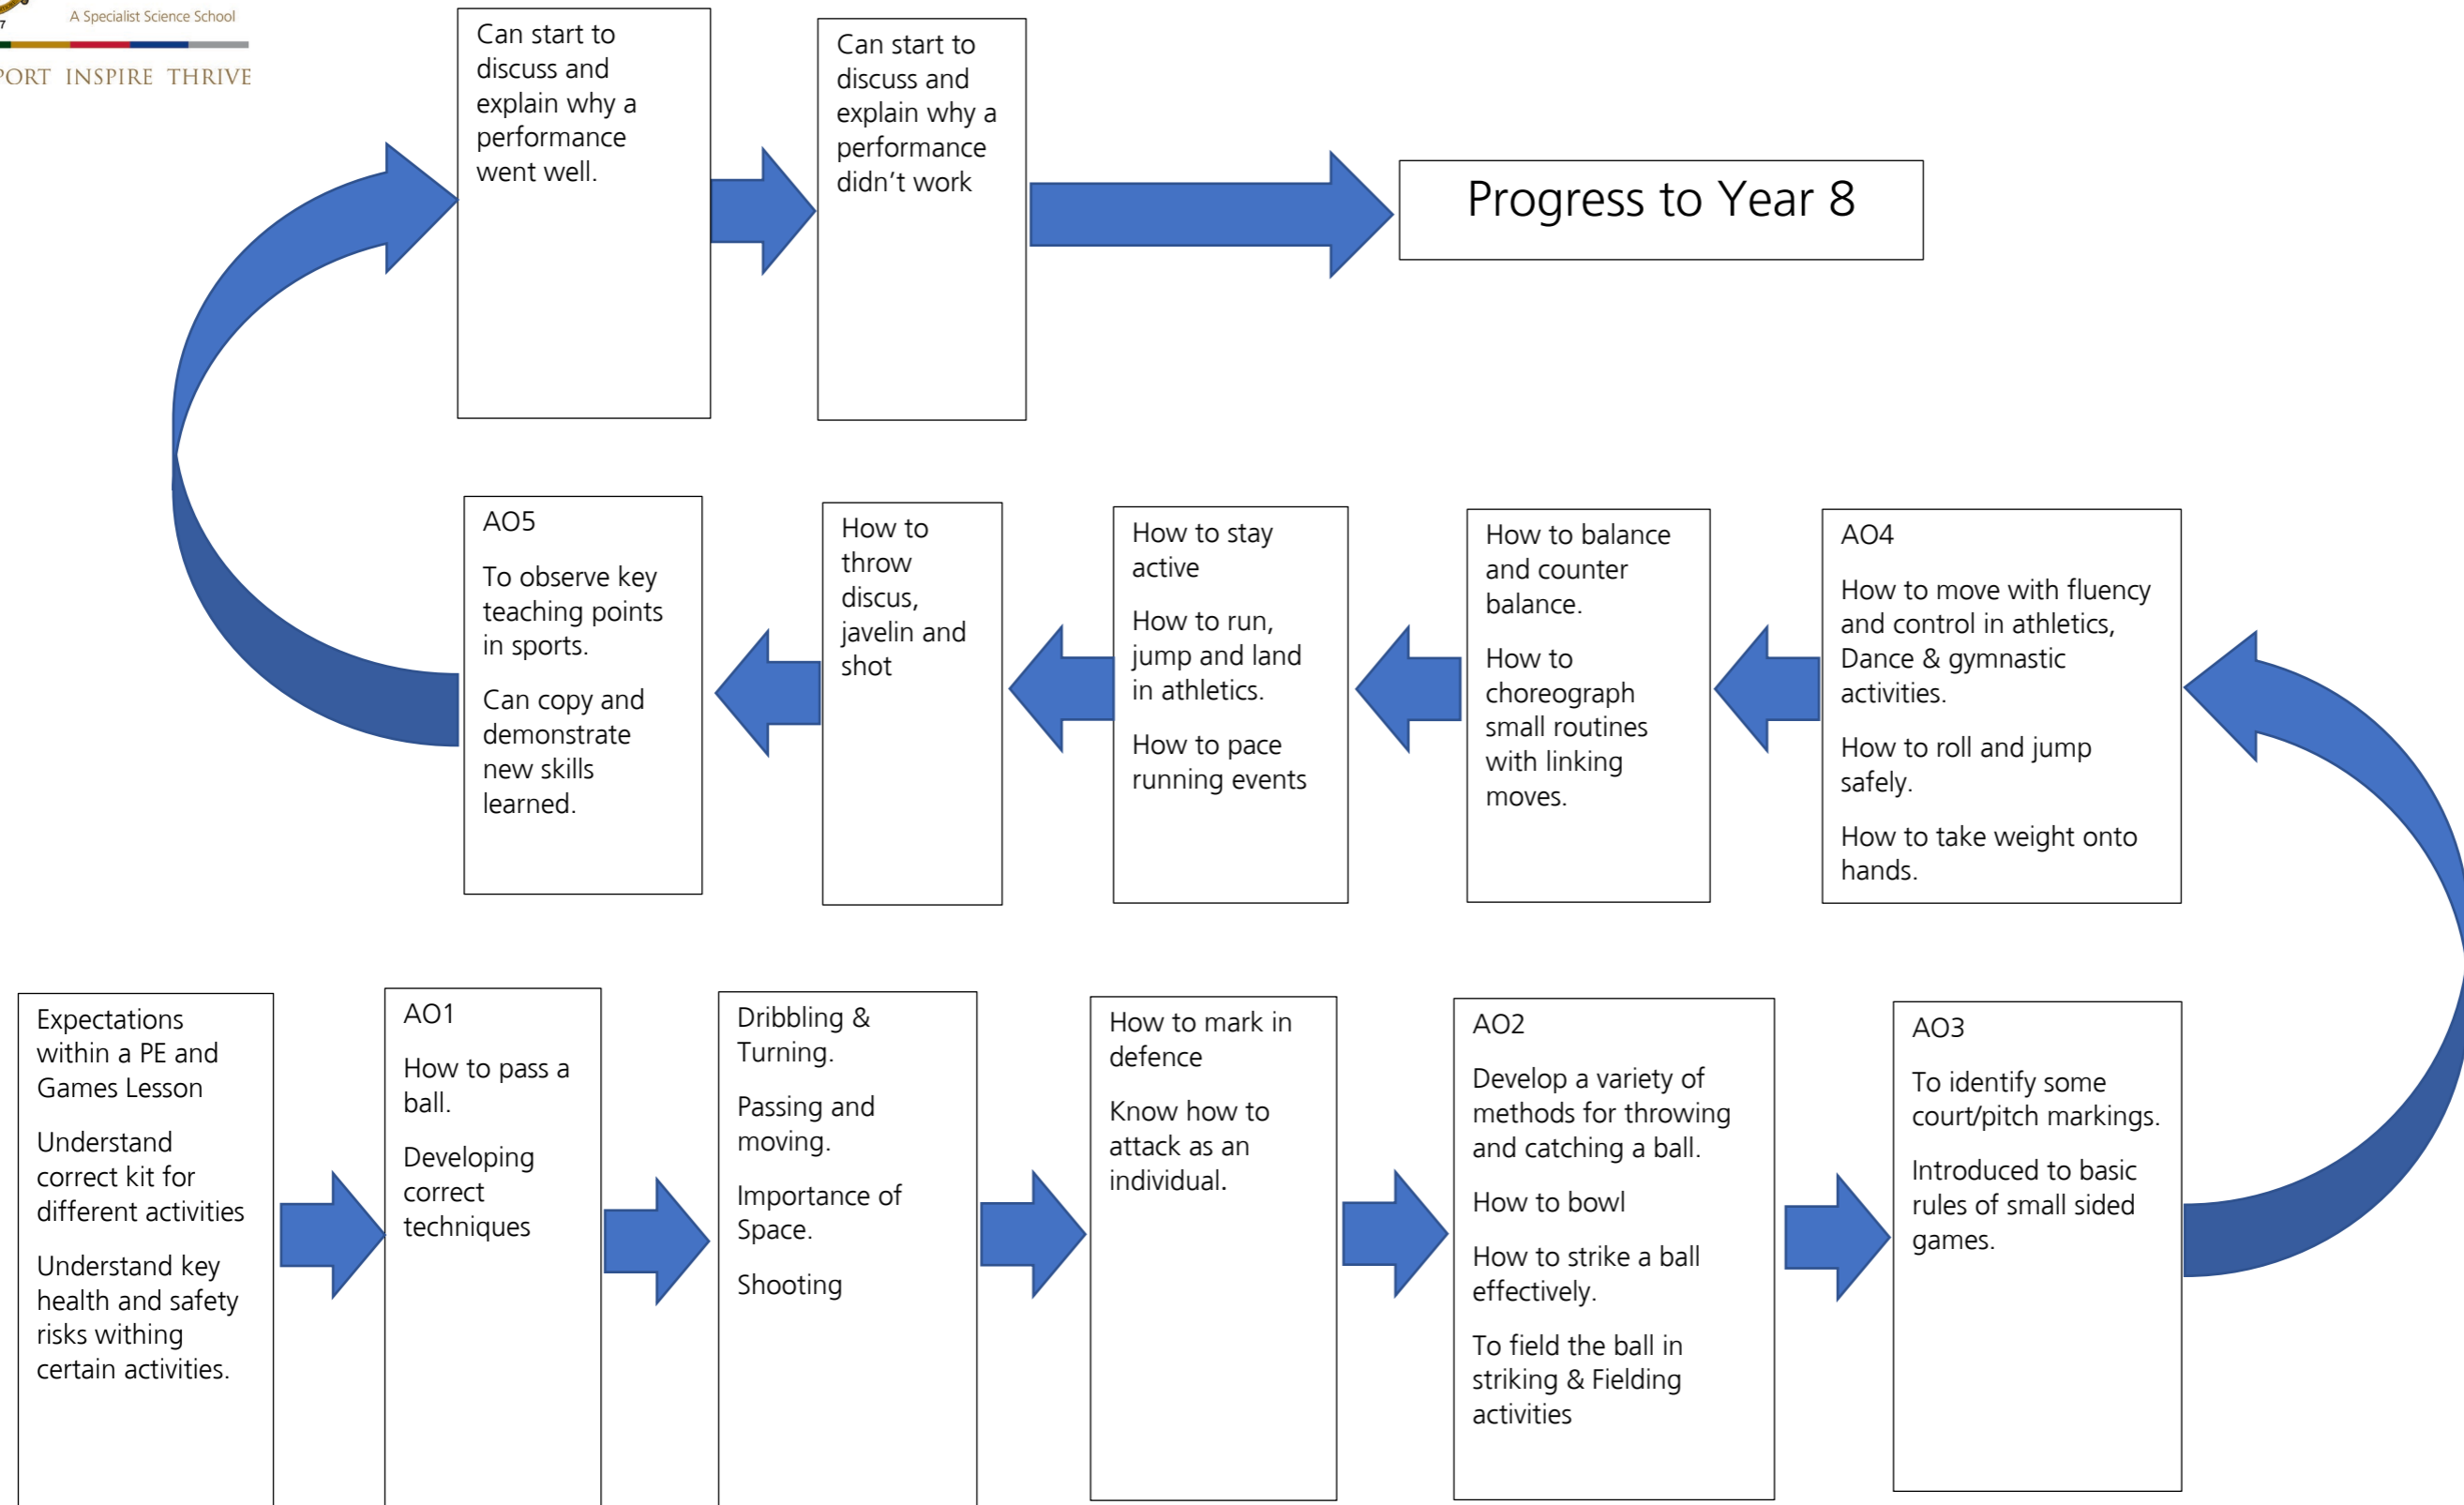 7
A Specialist Science School
PORT INSPIRE THRIVE
Can start to
discuss and
explain why a
performance
went well.
Can start to
discuss and
explain why a
performance
didn't work
Progress to Year 8
AO5
To observe key
teaching points
in sports.
Can copy and
demonstrate
new skills
learned.
How to
throw
discus,
javelin and
shot
How to stay
active
How to run,
jump and land
in athletics.
How to pace
running events
How to balance
and counter
balance.
How to
choreograph
small routines
with linking
moves.
AO4
How to move with fluency
and control in athletics,
Dance & gymnastic
activities.
How to roll and jump
safely.
How to take weight onto
hands.
Expectations
within a PE and
Games Lesson
Understand
correct kit for
different activities
Understand key
health and safety
risks withing
certain activities.
AO1
How to pass a
ball.
Developing
correct
techniques
Dribbling &
Turning.
Passing and
moving.
Importance of
Space.
Shooting
How to mark in
defence
Know how to
attack as an
individual.
AO2
Develop a variety of
methods for throwing
and catching a ball.
How to bowl
How to strike a ball
effectively.
To field the ball in
striking & Fielding
activities
AO3
To identify some
court/pitch markings.
Introduced to basic
rules of small sided
games.